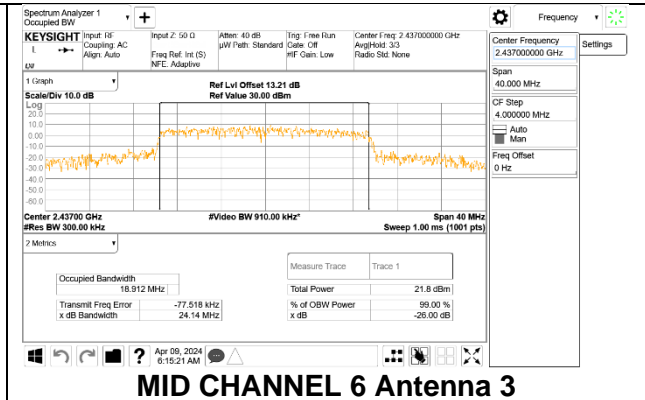 Spectrum Analyzer 1
Occupied BW
Frequency
KEYSIGHT
Input: RF
Coupling: AC
Align: Auto
Input Z: 50 Ω
Freq Ref: Int (S)
NFE: Adaptive
Atten: 40 dB
µW Path: Standard
Trig: Free Run
Gate: Off
#IF Gain: Low
Center Freq: 2.437000000 GHz
Avg|Hold: 3/3
Radio Std: None
Center Frequency
2.437000000 GHz
Settings
Span
40.000 MHz
CF Step
4.000000 MHz
Auto
Man
Freq Offset
0 Hz
1 Graph
Scale/Div 10.0 dB
Ref Lvl Offset 13.21 dB
Ref Value 30.00 dBm
Log
20.0
10.0
0.00
-10.0
-20.0
-30.0
-40.0
-50.0
-60.0
Center 2.43700 GHz
#Video BW 910.00 kHz*
Span 40 MHz
#Res BW 300.00 kHz
Sweep 1.00 ms (1001 pts)
2 Metrics
Measure Trace Trace 1
Occupied Bandwidth
18.912 MHz
Total Power 21.8 dBm
Transmit Freq Error -77.518 kHz
% of OBW Power 99.00 %
x dB Bandwidth 24.14 MHz
x dB -26.00 dB
Apr 09, 2024
6:15:21 AM
MID CHANNEL 6 Antenna 3